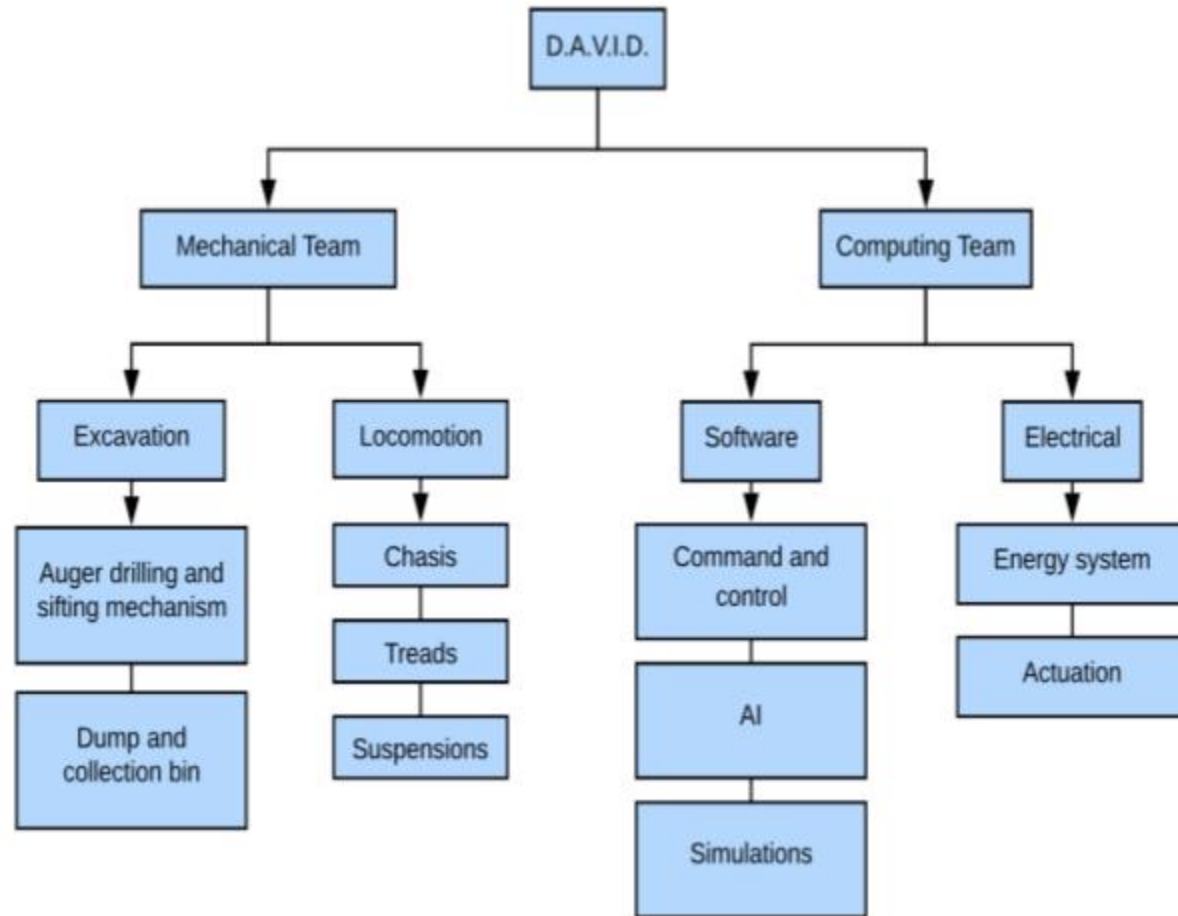 D.A.V.I.D.
Mechanical Team
Computing Team
Excavation
Locomotion
Software
Electrical
Auger drilling and
sifting mechanism
Dump and
collection bin
Chasis
Treads
Suspensions
Command and
control
AI
Simulations
Energy system
Actuation